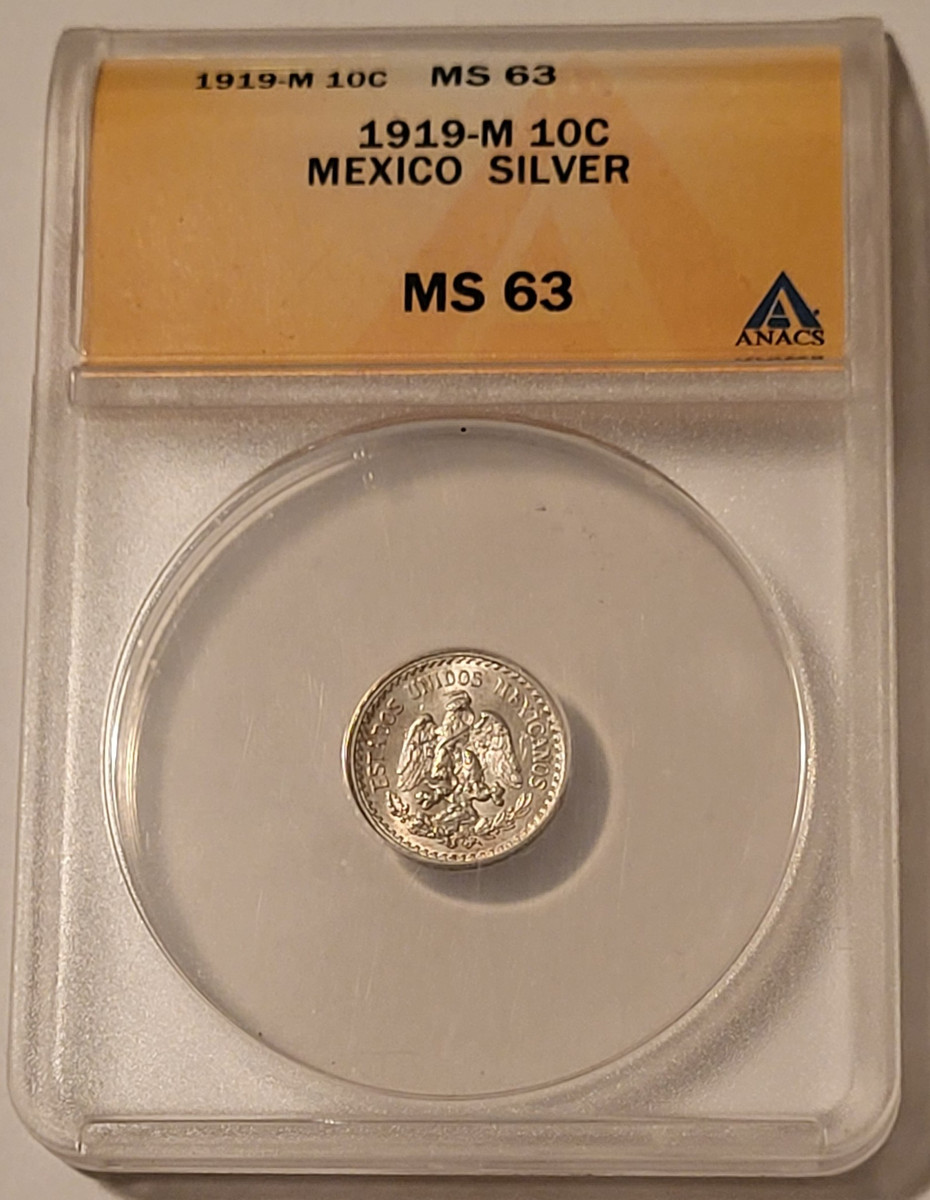 1919-M 10C MS 63
1919-M 10C
MEXICO SILVER
MS 63
ANACS
ESTADOS UNIDOS MEXICANOS